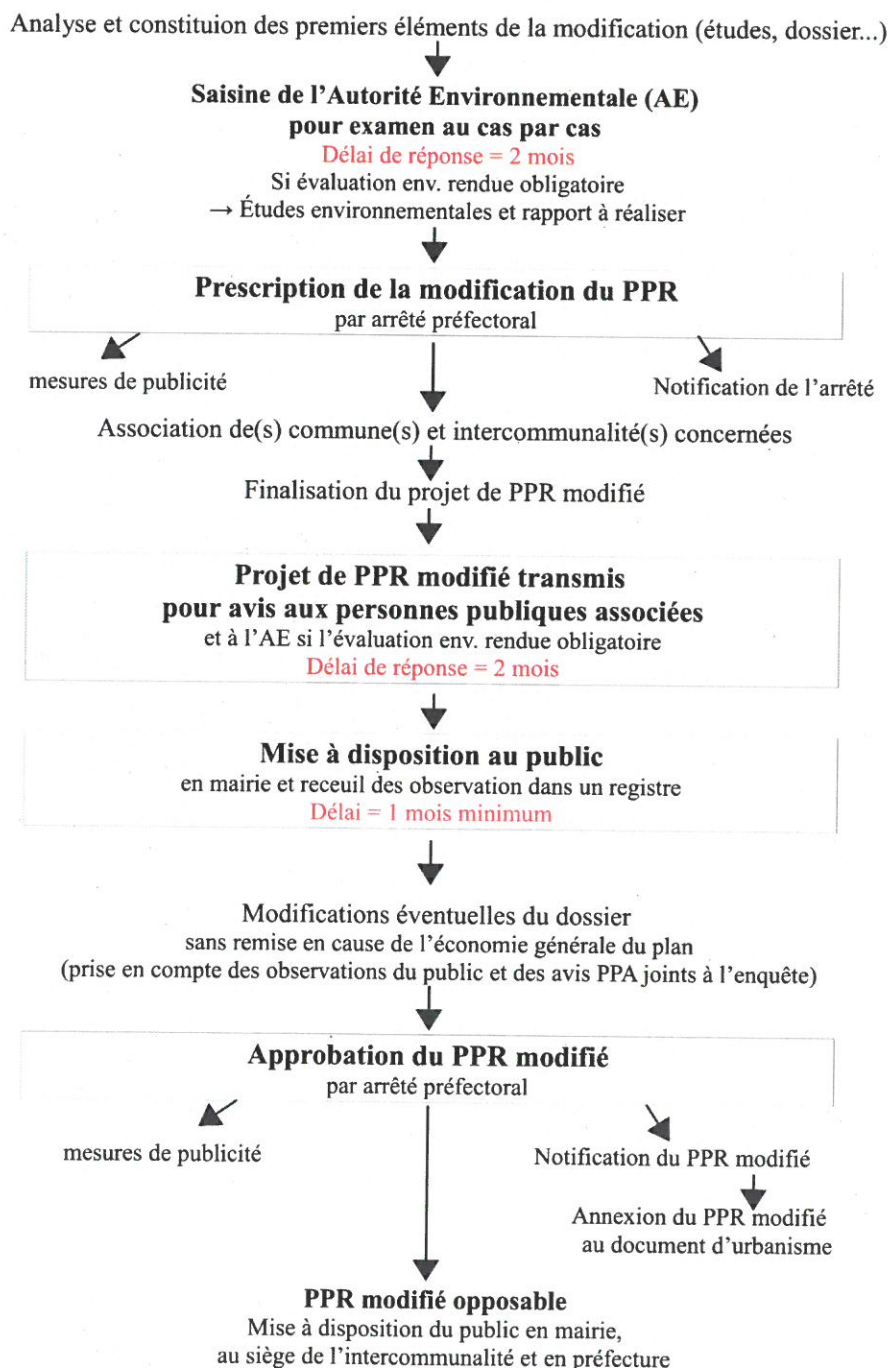 Analyse et constituion des premiers éléments de la modification (études, dossier...)
Saisine de l'Autorité Environnementale (AE)
pour examen au cas par cas
Délai de réponse = 2 mois
Si évaluation env. rendue obligatoire
→ Études environnementales et rapport à réaliser
Prescription de la modification du PPR
par arrêté préfectoral
mesures de publicité
Notification de l'arrêté
Association de(s) commune(s) et intercommunalité(s) concernées
Finalisation du projet de PPR modifié
Projet de PPR modifié transmis
pour avis aux personnes publiques associées
et à l'AE si l'évaluation env. rendue obligatoire
Délai de réponse = 2 mois
Mise à disposition au public
en mairie et receuil des observation dans un registre
Délai = 1 mois minimum
Modifications éventuelles du dossier
sans remise en cause de l'économie générale du plan
(prise en compte des observations du public et des avis PPA joints à l'enquête)
Approbation du PPR modifié
par arrêté préfectoral
mesures de publicité
Notification du PPR modifié
Annexion du PPR modifié
au document d'urbanisme
PPR modifié opposable
Mise à disposition du public en mairie,
au siège de l'intercommunalité et en préfecture